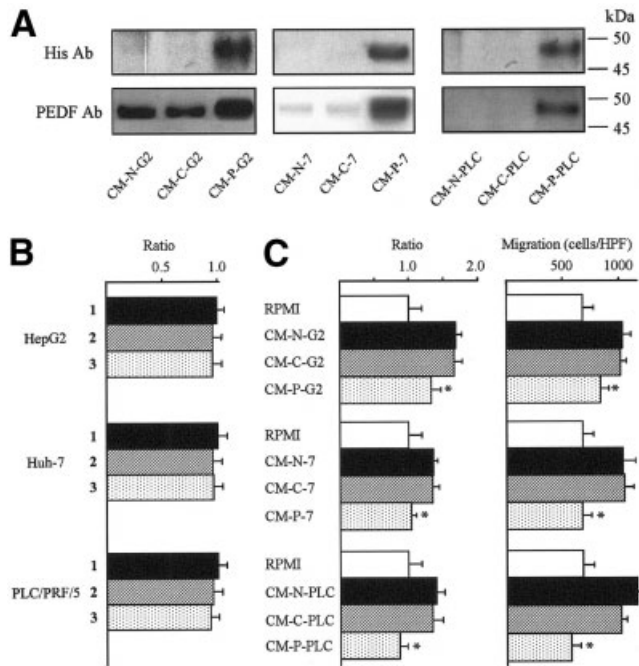 A
kDa
His Ab
50
45
PEDF Ab
50
45
CM-N-G2
CM-C-G2
CM-P-G2
CM-N-7
CM-C-7
CM-P-7
CM-N-PLC
CM-C-PLC
CM-P-PLC
B
Ratio
0.5 1.0
HepG2
1
2
3
Huh-7
1
2
3
PLC/PRF/5
1
2
3
C
Ratio
1.0 2.0
Migration (cells/HPF)
500 1000
RPMI
CM-N-G2
CM-C-G2
CM-P-G2 * *
RPMI
CM-N-7
CM-C-7
CM-P-7 * *
RPMI
CM-N-PLC
CM-C-PLC
CM-P-PLC * *